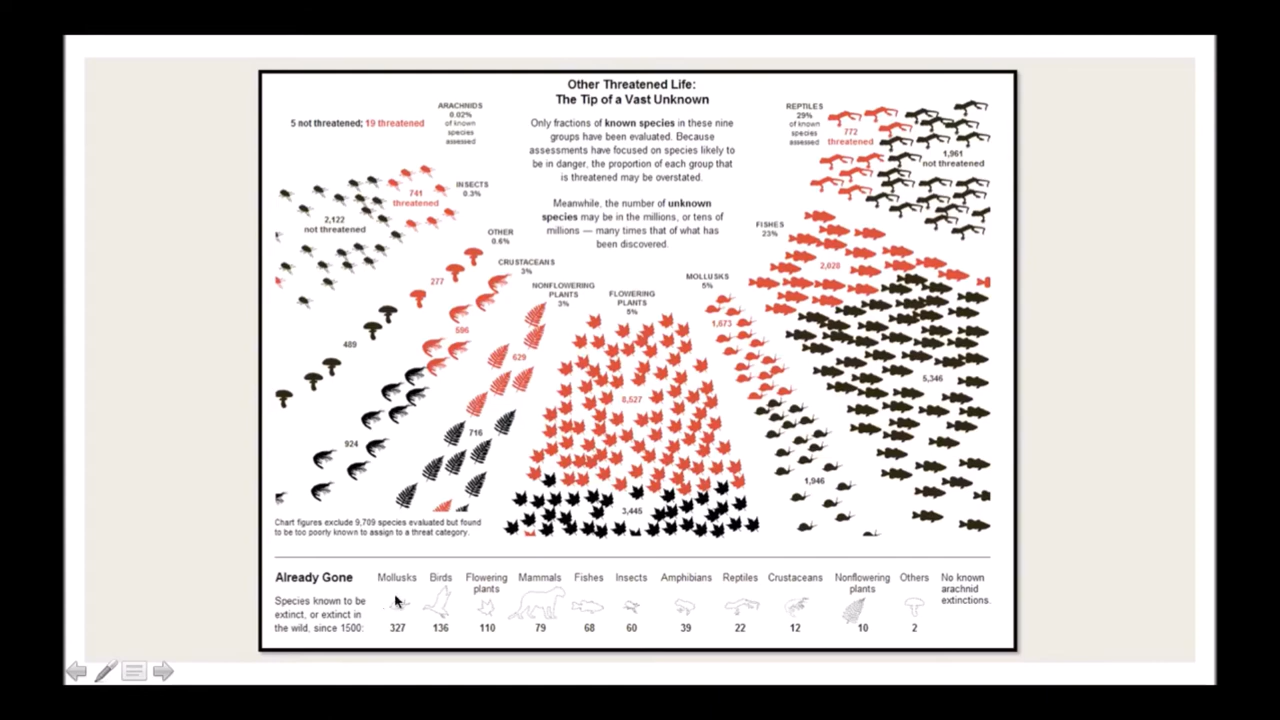 Other Threatened Life:
The Tip of a Vast Unknown
Only fractions of known species in these nine
groups have been evaluated. Because
assessments have focused on species likely to
be in danger, the proportion of each group that
is threatened may be overstated.
Meanwhile, the number of unknown
species may be in the millions, or tens of
millions — many times that of what has
been discovered.
ARACHNIDS
0.02%
of known
species
assessed
5 not threatened; 19 threatened
INSECTS
0.3%
741
threatened
2,122
not threatened
OTHER
0.6%
277
489
CRUSTACEANS
3%
596
924
NONFLOWERING
PLANTS
3%
629
716
FLOWERING
PLANTS
5%
8,527
3,445
MOLLUSKS
5%
1,673
1,946
FISHES
23%
2,028
5,346
REPTILES
29%
of known
species
assessed
772
threatened
1,961
not threatened
Chart figures exclude 9,709 species evaluated but found
to be too poorly known to assign to a threat category.
Already Gone
Species known to be
extinct, or extinct in
the wild, since 1500:
Mollusks
327
Birds
136
Flowering
plants
110
Mammals
79
Fishes
68
Insects
60
Amphibians
39
Reptiles
22
Crustaceans
12
Nonflowering
plants
10
Others
2
No known
arachnid
extinctions.